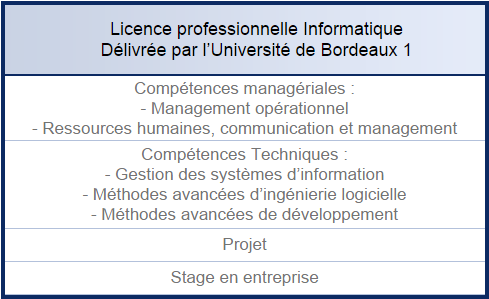 Licence professionnelle Informatique
Délivrée par l'Université de Bordeaux 1
Compétences managériales :
- Management opérationnel
- Ressources humaines, communication et management
Compétences Techniques :
- Gestion des systèmes d'information
- Méthodes avancées d'ingénierie logicielle
- Méthodes avancées de développement
Projet
Stage en entreprise